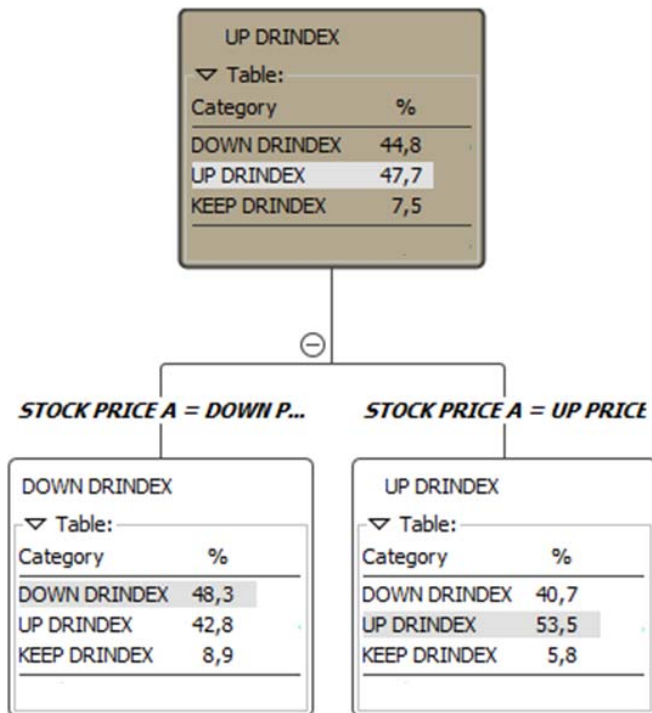 UP DRINDEX
Table:
Category %
DOWN DRINDEX 44,8
UP DRINDEX 47,7
KEEP DRINDEX 7,5
STOCK PRICE A = DOWN P...
STOCK PRICE A = UP PRICE
DOWN DRINDEX
Table:
Category %
DOWN DRINDEX 48,3
UP DRINDEX 42,8
KEEP DRINDEX 8,9
UP DRINDEX
Table:
Category %
DOWN DRINDEX 40,7
UP DRINDEX 53,5
KEEP DRINDEX 5,8